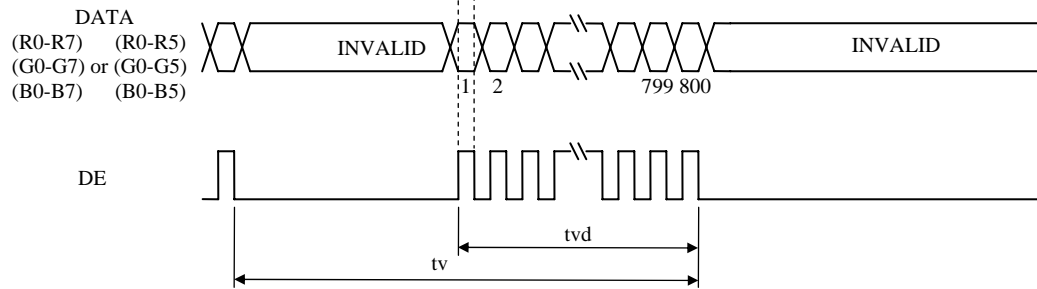 DATA
(R0-R7) (R0-R5)
(G0-G7) or (G0-G5)
(B0-B7) (B0-B5)
INVALID
INVALID
1 2 799 800
DE
tvd
tv